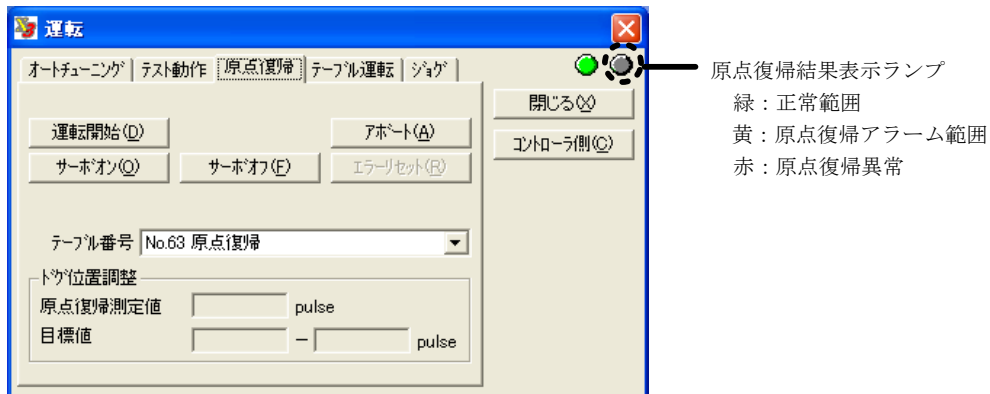 運転
オートチューニング テスト動作 原点復帰 テーブル運転 ジョグ
運転開始(D) アボート(A)
サーボオン(O) サーボオフ(F) エラーリセット(R)
テーブル番号 No.63 原点復帰
ドグ位置調整
原点復帰測定値 pulse
目標値 － pulse
閉じる(X)
コントローラ側(C)
原点復帰結果表示ランプ
緑：正常範囲
黄：原点復帰アラーム範囲
赤：原点復帰異常